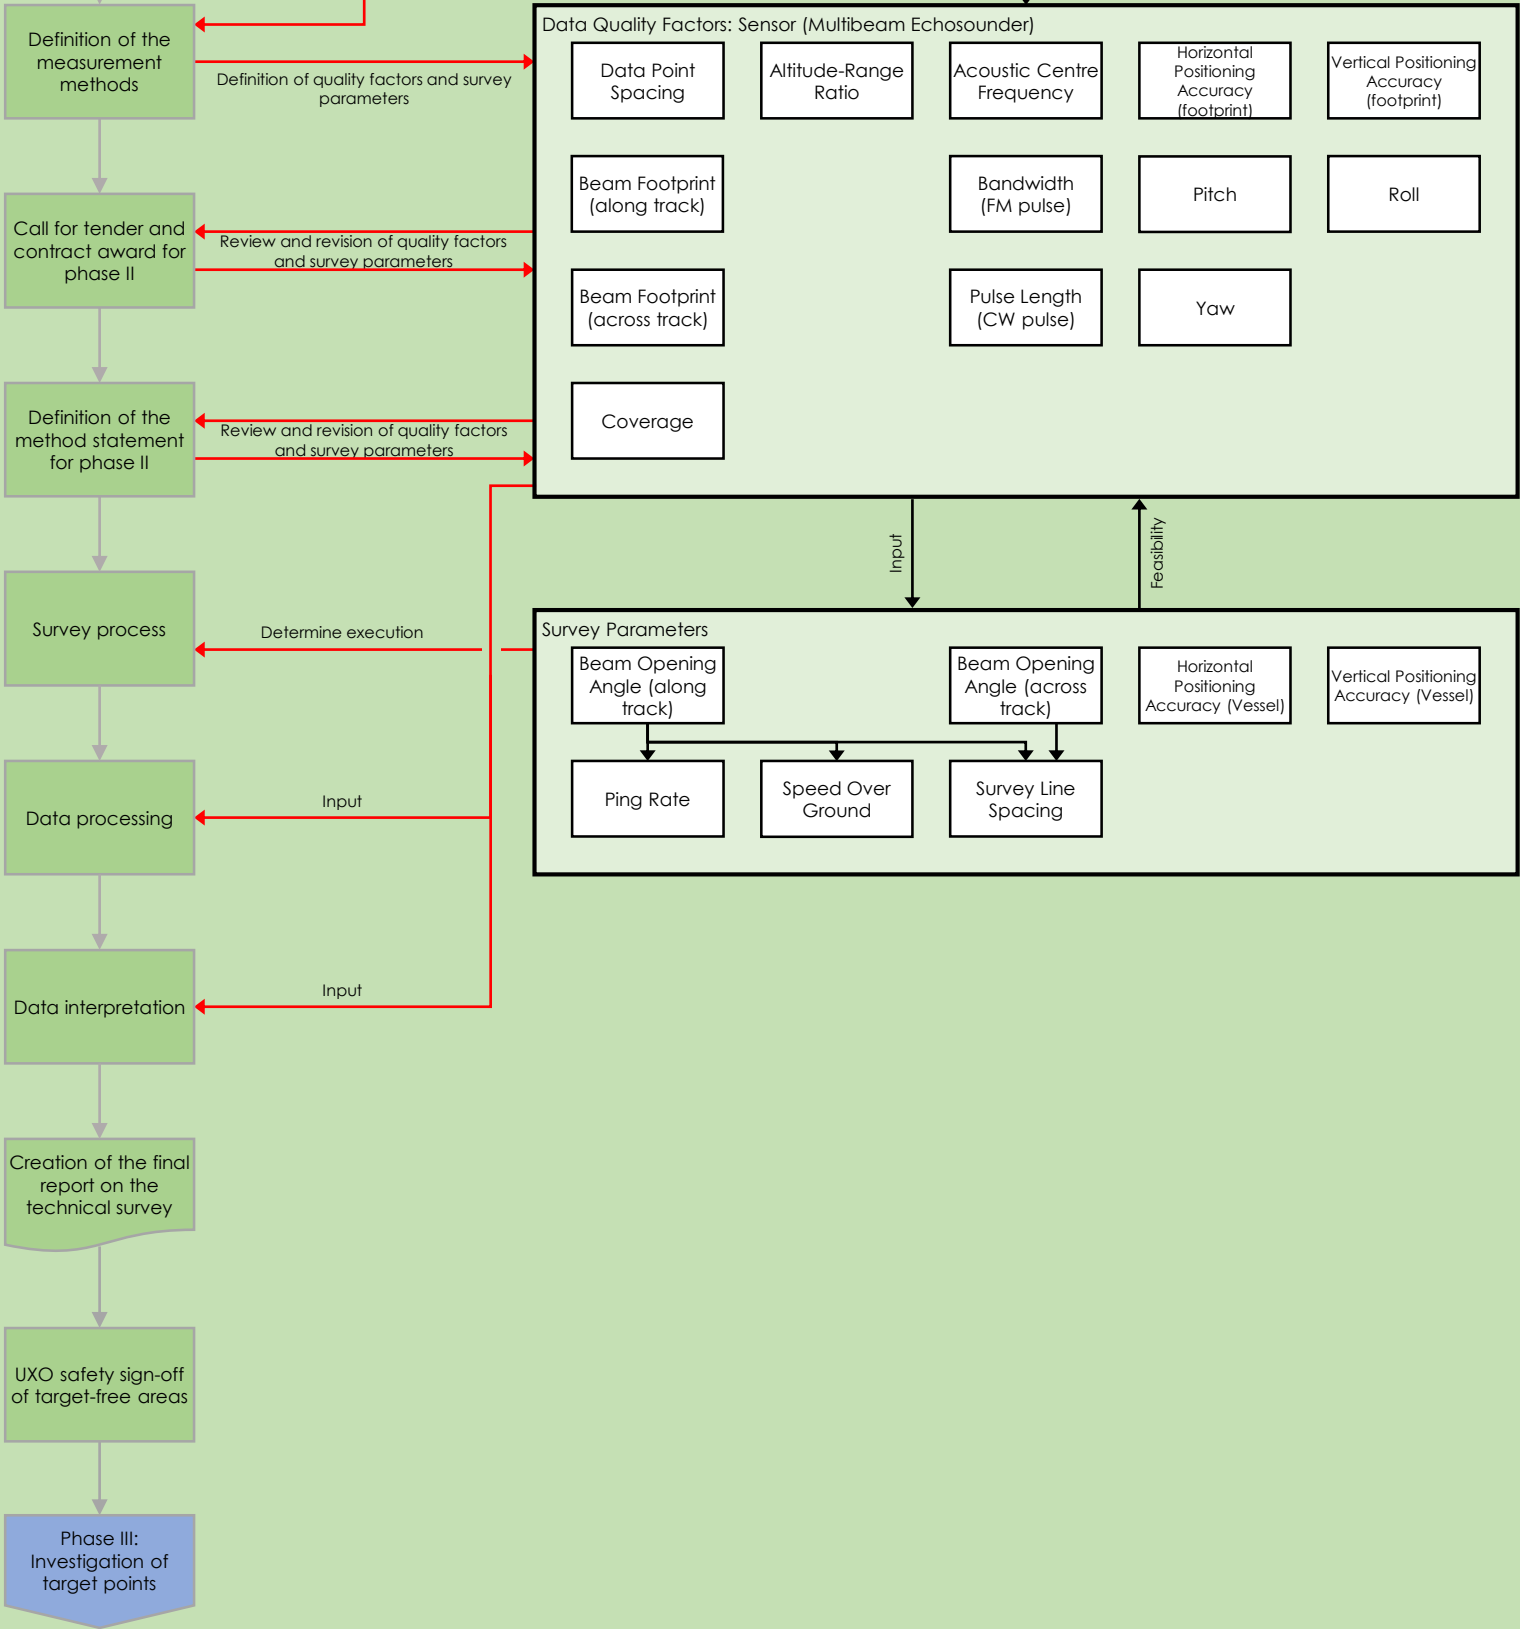 Definition of the
measurement
methods
Definition of quality factors and survey
parameters
Call for tender and
contract award for
phase II
Review and revision of quality factors
and survey parameters
Definition of the
method statement
for phase II
Review and revision of quality factors
and survey parameters
Survey process
Determine execution
Data processing
Input
Data interpretation
Input
Creation of the final
report on the
technical survey
UXO safety sign-off
of target-free areas
Phase III:
Investigation of
target points
Data Quality Factors: Sensor (Multibeam Echosounder)
Data Point
Spacing
Altitude-Range
Ratio
Acoustic Centre
Frequency
Horizontal
Positioning
Accuracy
(footprint)
Vertical Positioning
Accuracy
(footprint)
Beam Footprint
(along track)
Bandwidth
(FM pulse)
Pitch
Roll
Beam Footprint
(across track)
Pulse Length
(CW pulse)
Yaw
Coverage
Input
Feasibility
Survey Parameters
Beam Opening
Angle (along
track)
Beam Opening
Angle (across
track)
Horizontal
Positioning
Accuracy (Vessel)
Vertical Positioning
Accuracy (Vessel)
Ping Rate
Speed Over
Ground
Survey Line
Spacing